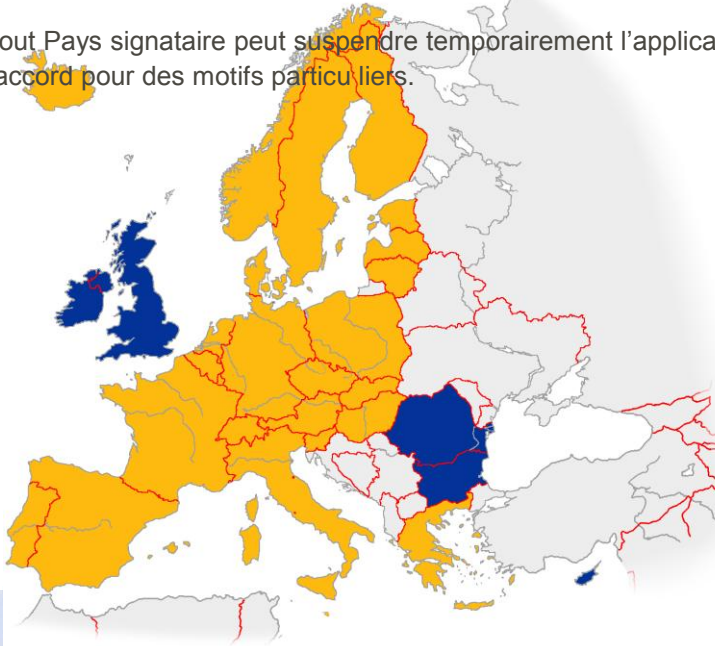 out Pays signataire peut suspendre temporairement l’applica
accord pour des motifs particu liers.